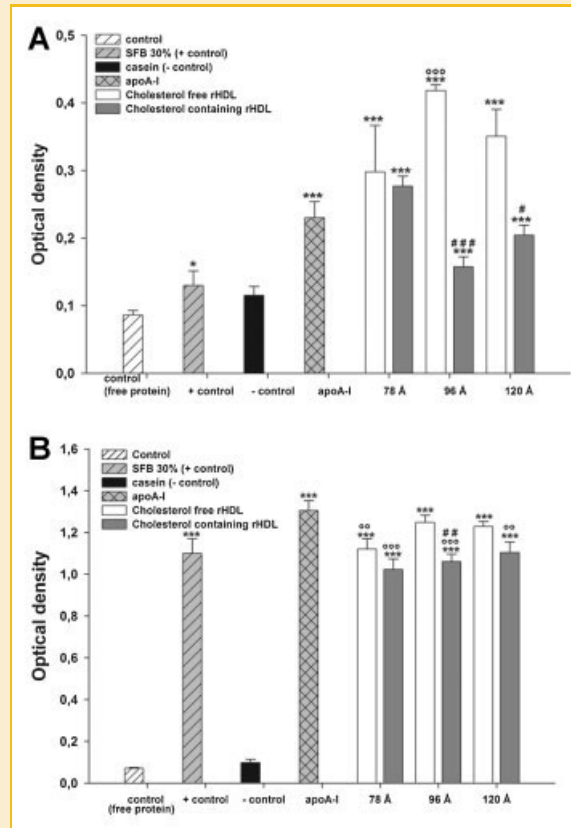 A
control
SFB 30% (+ control)
casein (- control)
apoA-I
Cholesterol free rHDL
Cholesterol containing rHDL
Optical density
0,5
0,4
0,3
0,2
0,1
0,0
* 
***
***
***
°°°
***
###
***
***
#
***
control
(free protein)
+ control
- control
apoA-I
78 Å
96 Å
120 Å
B
Control
SFB 30% (+ control)
casein (- control)
apoA-I
Cholesterol free rHDL
Cholesterol containing rHDL
Optical density
1,6
1,4
1,2
1,0
0,8
0,6
0,4
0,2
0,0
***
***
°°
***
°°°
***
***
##
°°°
***
***
°°
***
control
(free protein)
+ control
- control
apoA-I
78 Å
96 Å
120 Å